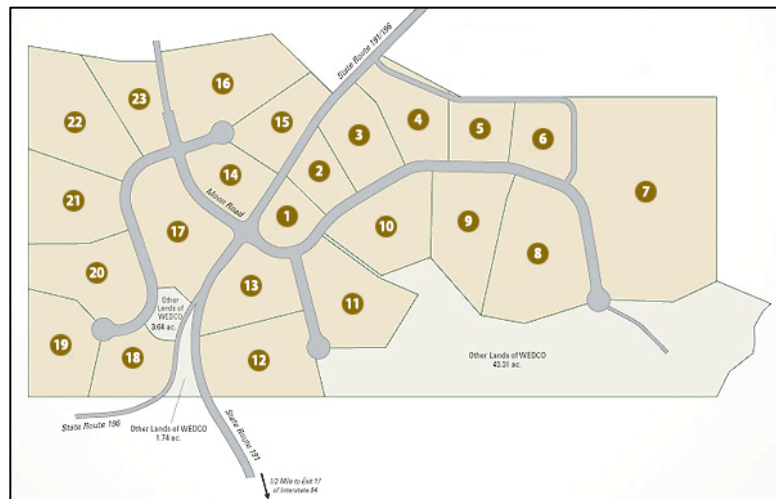 State Route 191/196
16
23
22
15
4
5
3
6
14
2
7
21
Moon Road
1
17
10
9
8
20
13
Other
Lands of
WEDCO
3.64 ac.
11
19
18
12
Other Lands of WEDCO
43.31 ac.
State Route 196
Other Lands of WEDCO
1.74 ac.
State Route 191
1/2 Mile to Exit 17
of Interstate 84